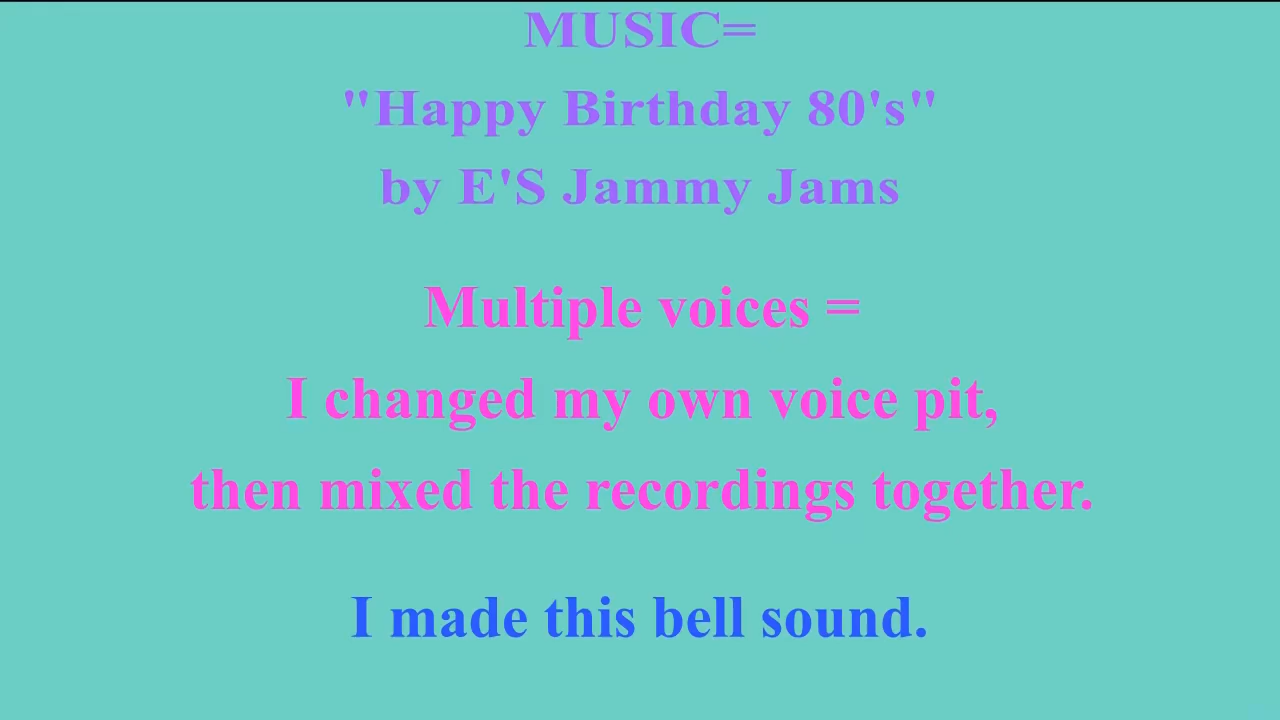 MUSIC=
"Happy Birthday 80's"
by E'S Jammy Jams
Multiple voices =
I changed my own voice pit,
then mixed the recordings together.
I made this bell sound.